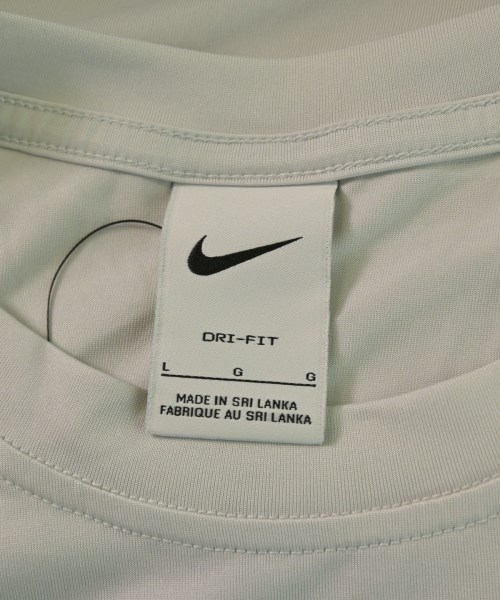 DRI-FIT
L G G
MADE IN SRI LANKA
FABRIQUE AU SRI LANKA